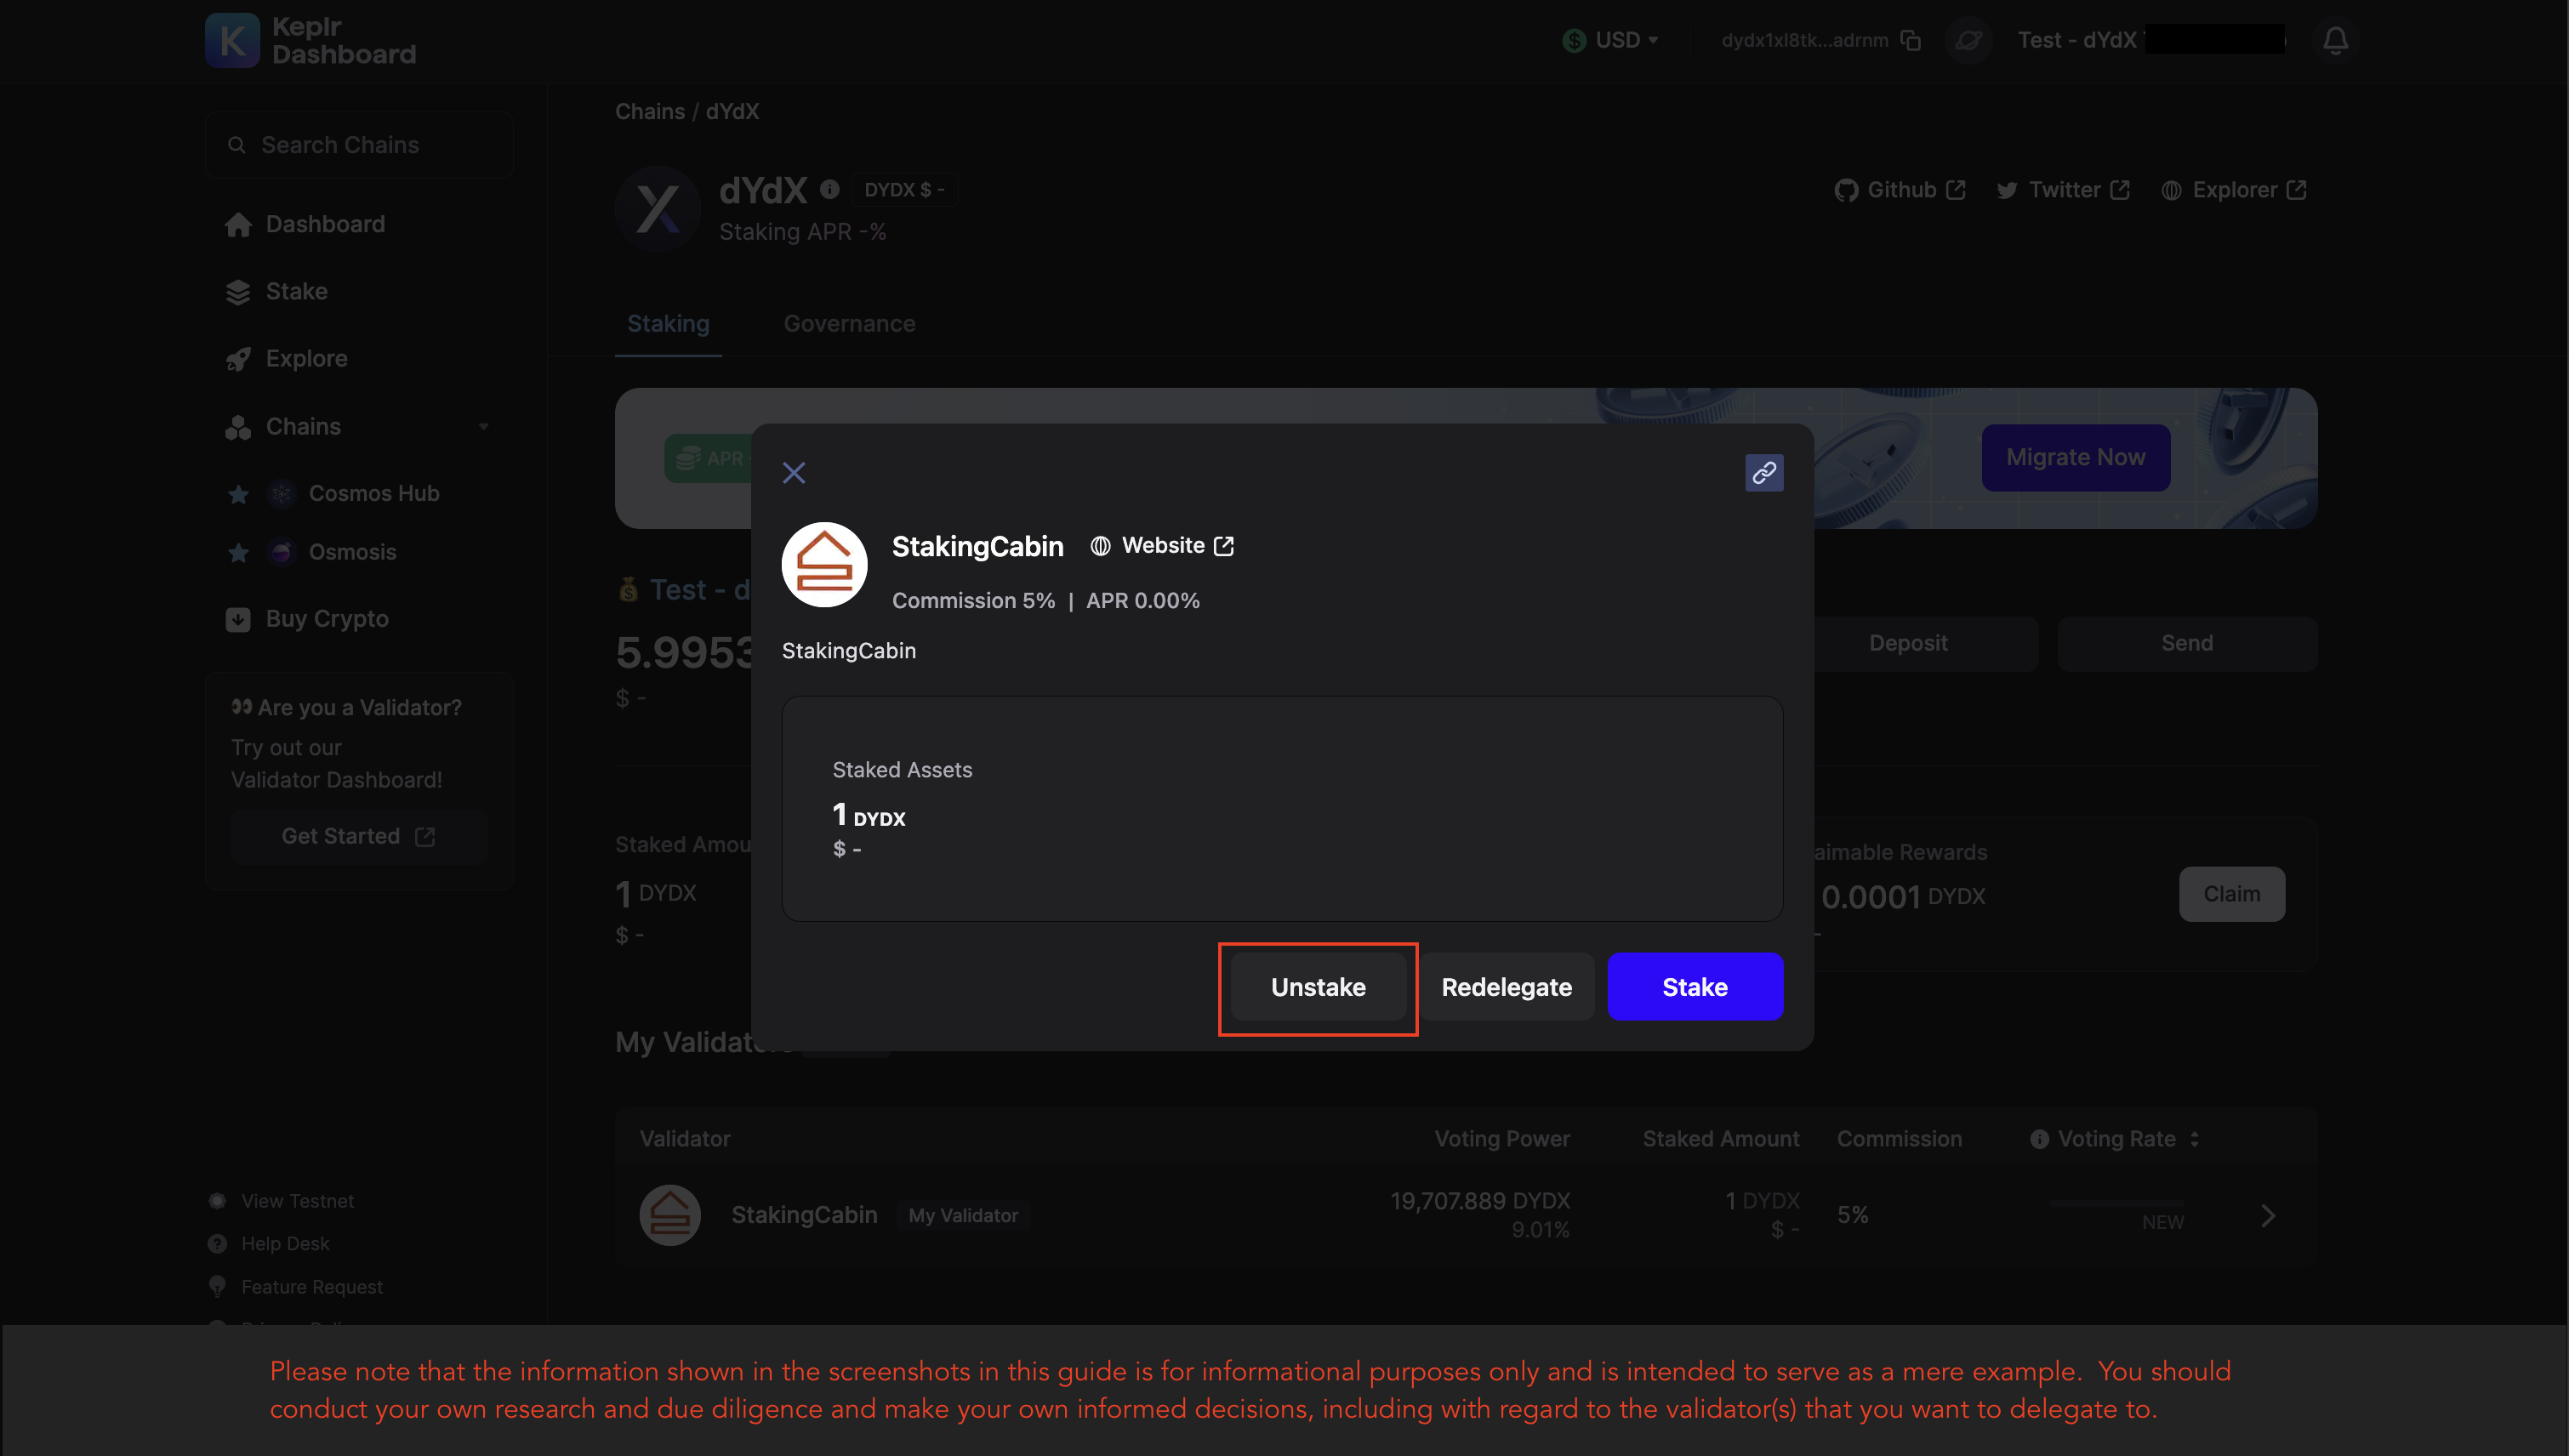 Keplr
Dashboard
USD
dydx1xl8tk...adrnm
Test - dYdX
Search Chains
Dashboard
Stake
Explore
Chains
Cosmos Hub
Osmosis
Buy Crypto
Are you a Validator?
Try out our
Validator Dashboard!
Get Started
View Testnet
Help Desk
Feature Request
Chains / dYdX
dYdX
DYDX $ -
Staking APR -%
Github
Twitter
Explorer
Staking
Governance
APR
Migrate Now
Test - d
5.9953
$ -
Deposit
Send
Staked Amou
1 DYDX
$ -
aimable Rewards
0.0001 DYDX
Claim
StakingCabin
Website
Commission 5% | APR 0.00%
StakingCabin
Staked Assets
1 DYDX
$ -
Unstake
Redelegate
Stake
My Validat
Validator
Voting Power
Staked Amount
Commission
Voting Rate
StakingCabin
My Validator
19,707.889 DYDX
9.01%
1 DYDX
$ -
5%
NEW
Please note that the information shown in the screenshots in this guide is for informational purposes only and is intended to serve as a mere example. You should
conduct your own research and due diligence and make your own informed decisions, including with regard to the validator(s) that you want to delegate to.